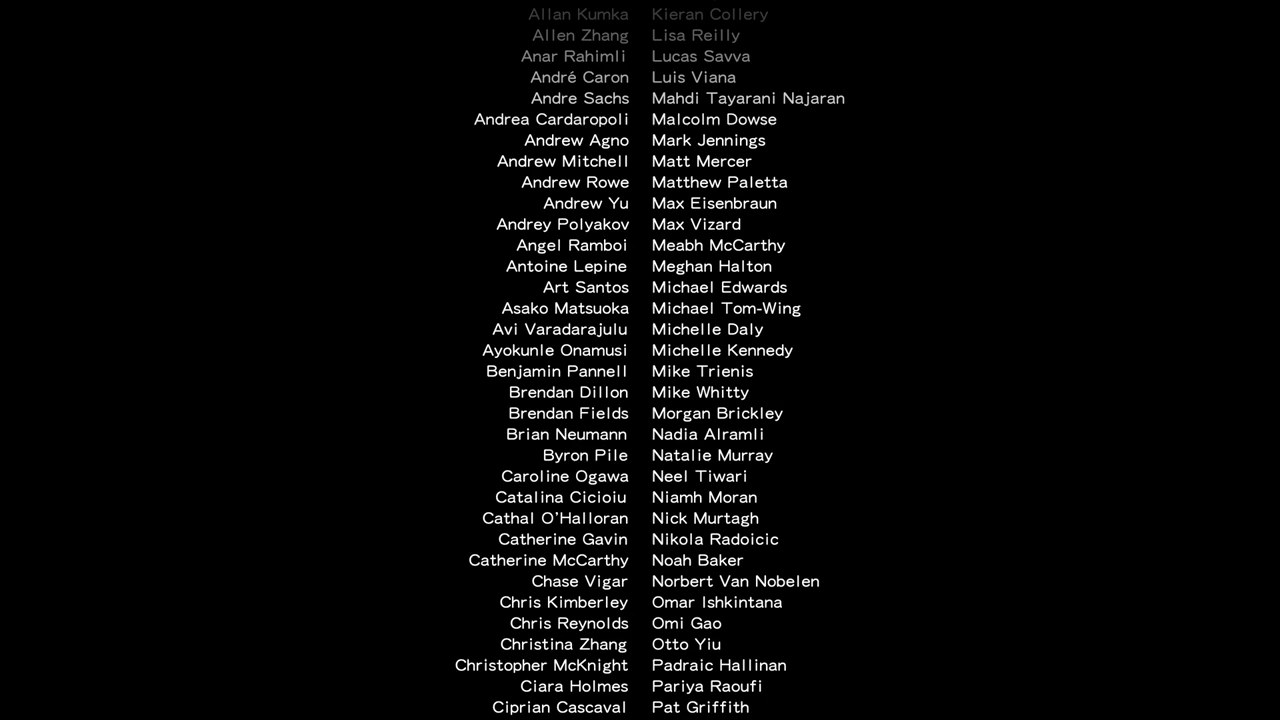 Allan Kumka Kieran Collery
Allen Zhang Lisa Reilly
Anar Rahimli Lucas Savva
André Caron Luis Viana
Andre Sachs Mahdi Tayarani Najaran
Andrea Cardaropoli Malcolm Dowse
Andrew Agno Mark Jennings
Andrew Mitchell Matt Mercer
Andrew Rowe Matthew Paletta
Andrew Yu Max Eisenbraun
Andrey Polyakov Max Vizard
Angel Ramboi Meabh McCarthy
Antoine Lepine Meghan Halton
Art Santos Michael Edwards
Asako Matsuoka Michael Tom-Wing
Avi Varadarajulu Michelle Daly
Ayokunle Onamusi Michelle Kennedy
Benjamin Pannell Mike Trienis
Brendan Dillon Mike Whitty
Brendan Fields Morgan Brickley
Brian Neumann Nadia Alramli
Byron Pile Natalie Murray
Caroline Ogawa Neel Tiwari
Catalina Cicioiu Niamh Moran
Cathal O'Halloran Nick Murtagh
Catherine Gavin Nikola Radoicic
Catherine McCarthy Noah Baker
Chase Vigar Norbert Van Nobelen
Chris Kimberley Omar Ishkintana
Chris Reynolds Omi Gao
Christina Zhang Otto Yiu
Christopher McKnight Padraic Hallinan
Ciara Holmes Pariya Raoufi
Ciprian Cascaval Pat Griffith